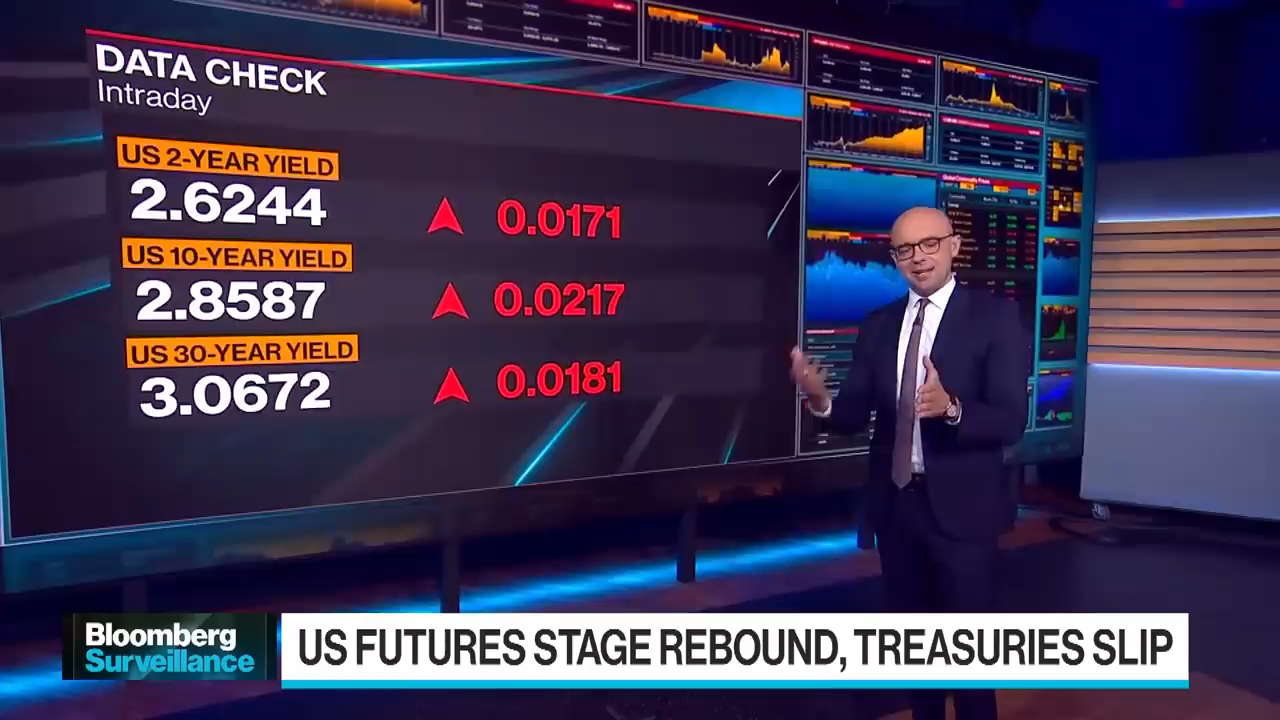 DATA CHECK
Intraday
US 2-YEAR YIELD
2.6244 0.0171
US 10-YEAR YIELD
2.8587 0.0217
US 30-YEAR YIELD
3.0672 0.0181
Bloomberg
Surveillance
US FUTURES STAGE REBOUND, TREASURIES SLIP